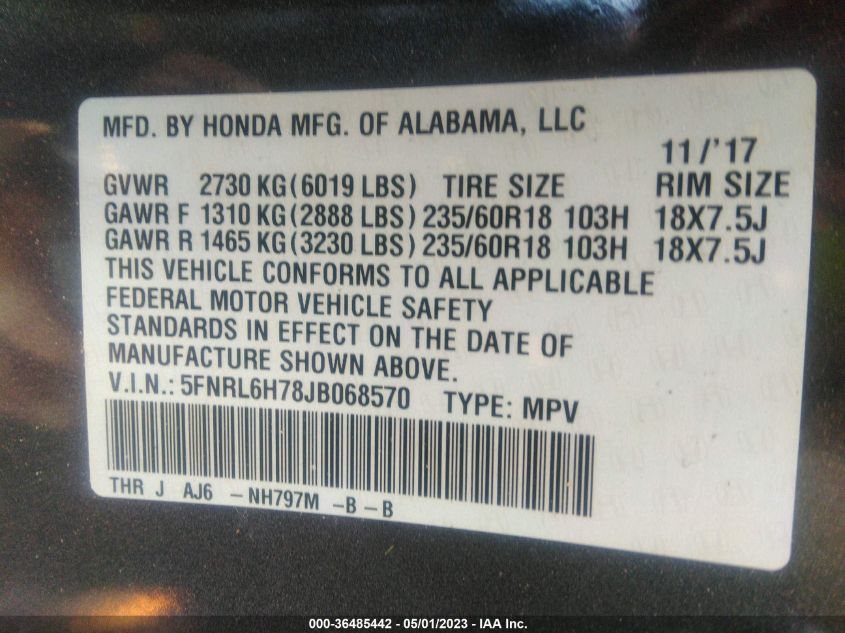 MFD. BY HONDA MFG. OF ALABAMA, LLC
11/'17
GVWR 2730 KG (6019 LBS) TIRE SIZE RIM SIZE
GAWR F 1310 KG (2888 LBS) 235/60R18 103H 18X7.5J
GAWR R 1465 KG (3230 LBS) 235/60R18 103H 18X7.5J
THIS VEHICLE CONFORMS TO ALL APPLICABLE
FEDERAL MOTOR VEHICLE SAFETY
STANDARDS IN EFFECT ON THE DATE OF
MANUFACTURE SHOWN ABOVE.
V.I.N.: 5FNRL6H78JB068570 TYPE: MPV
THR J AJ6 -NH797M -B-B
000-36485442 - 05/01/2023 - IAA Inc.